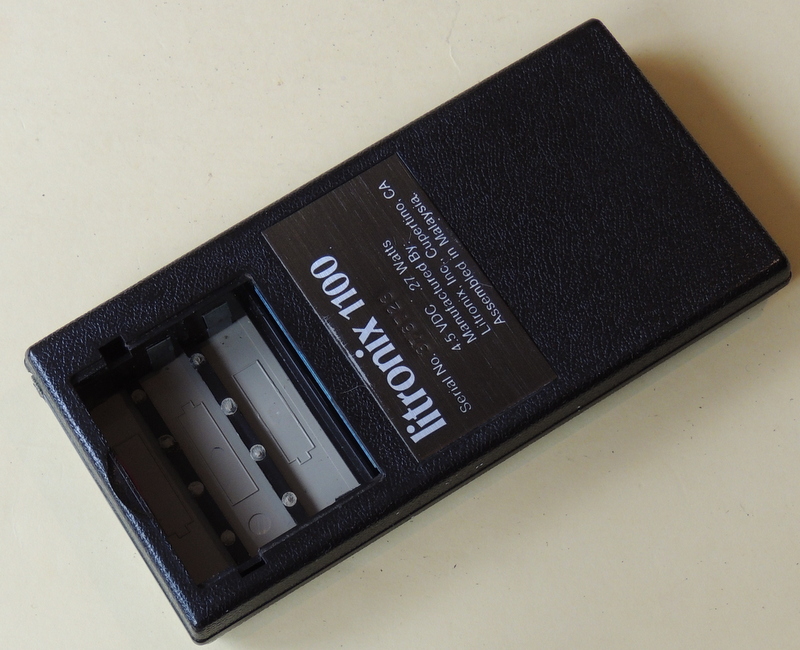 litronix 1100
Serial No.
4.5 VDC .27 Watts
Manufactured By:
Litronix, Inc., Cupertino, CA
Assembled in Malaysia.